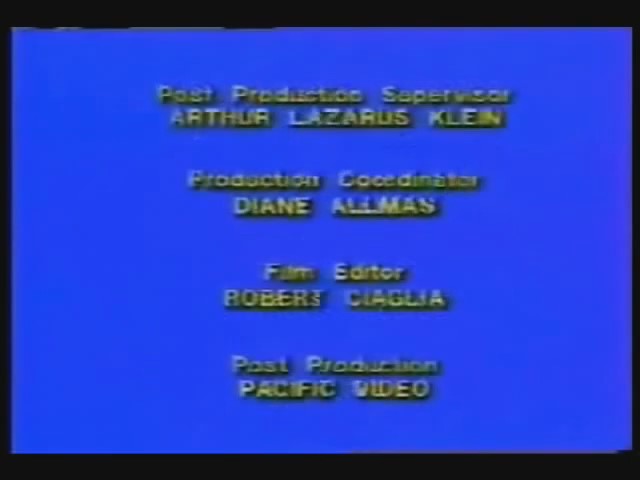 Post Production Supervisor
ARTHUR LAZARUS KLEIN
Production Coordinator
DIANE ALLMAS
Film Editor
ROBERT CIAGLIA
Post Production
PACIFIC VIDEO